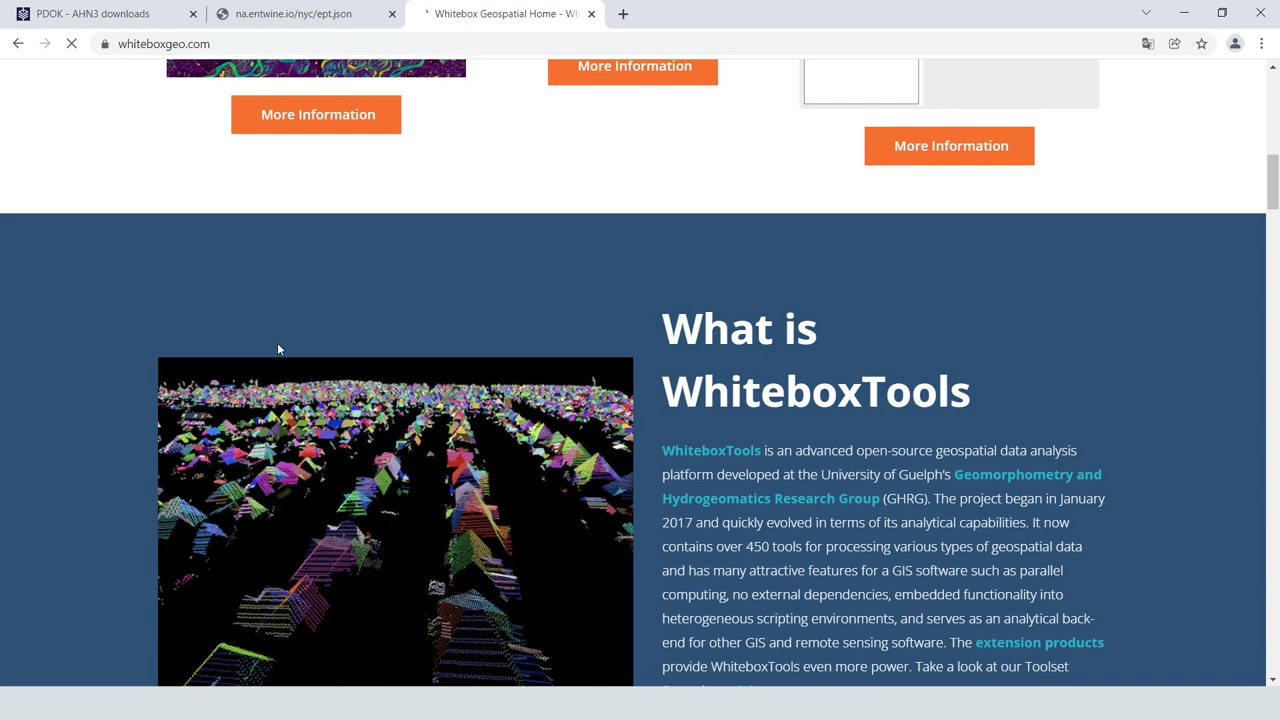 PDOK - AHN3 downloads
na.entwine.io/nyc/ept.json
Whitebox Geospatial Home - Wh
whiteboxgeo.com
More Information
More Information
More Information
What is
WhiteboxTools
WhiteboxTools is an advanced open-source geospatial data analysis
platform developed at the University of Guelph's Geomorphometry and
Hydrogeomatics Research Group (GHRG). The project began in January
2017 and quickly evolved in terms of its analytical capabilities. It now
contains over 450 tools for processing various types of geospatial data
and has many attractive features for a GIS software such as parallel
computing, no external dependencies, embedded functionality into
heterogeneous scripting environments, and serves as an analytical back-
end for other GIS and remote sensing software. The extension products
provide WhiteboxTools even more power. Take a look at our Toolset